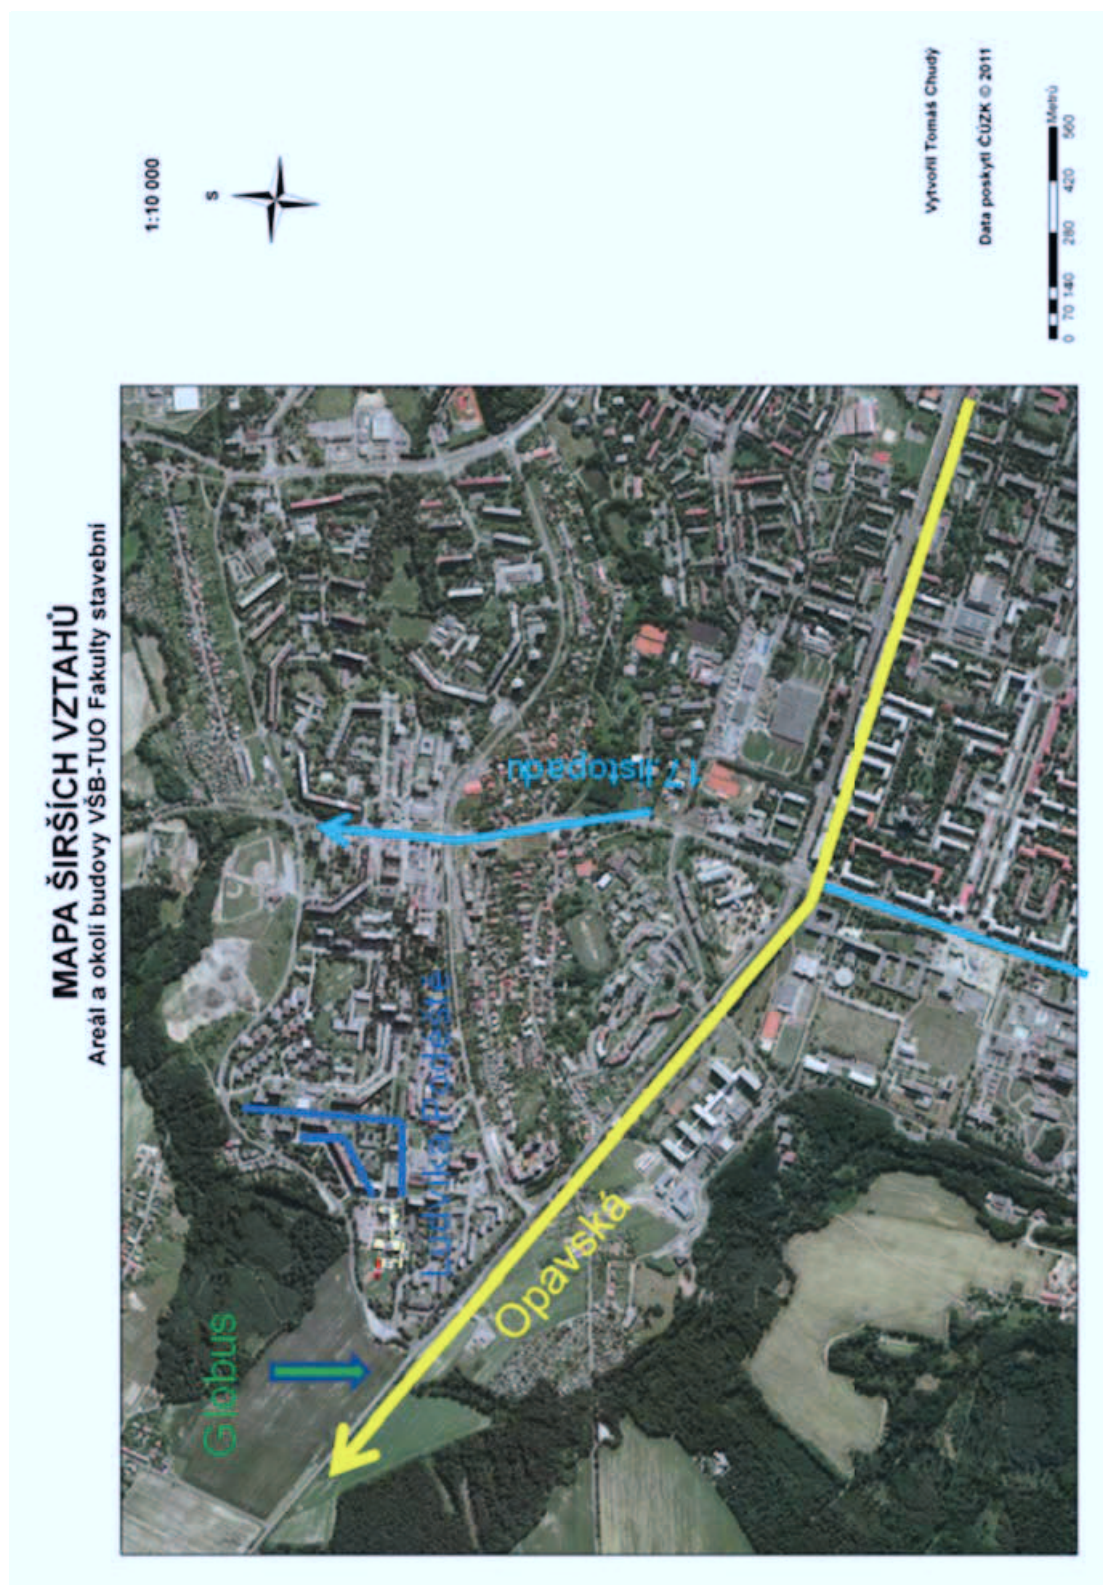 MAPA ŠIRŠÍCH VZTAHŮ
Areál a okolí budovy VŠB-TUO Fakulty stavební
1:10 000
S
Globus
Ludvíka Podéště
17.listopadu
Opavská
Vytvořil Tomáš Chudý
Data poskytl ČÚZK © 2011
Metrů
0 70 140 280 420 560